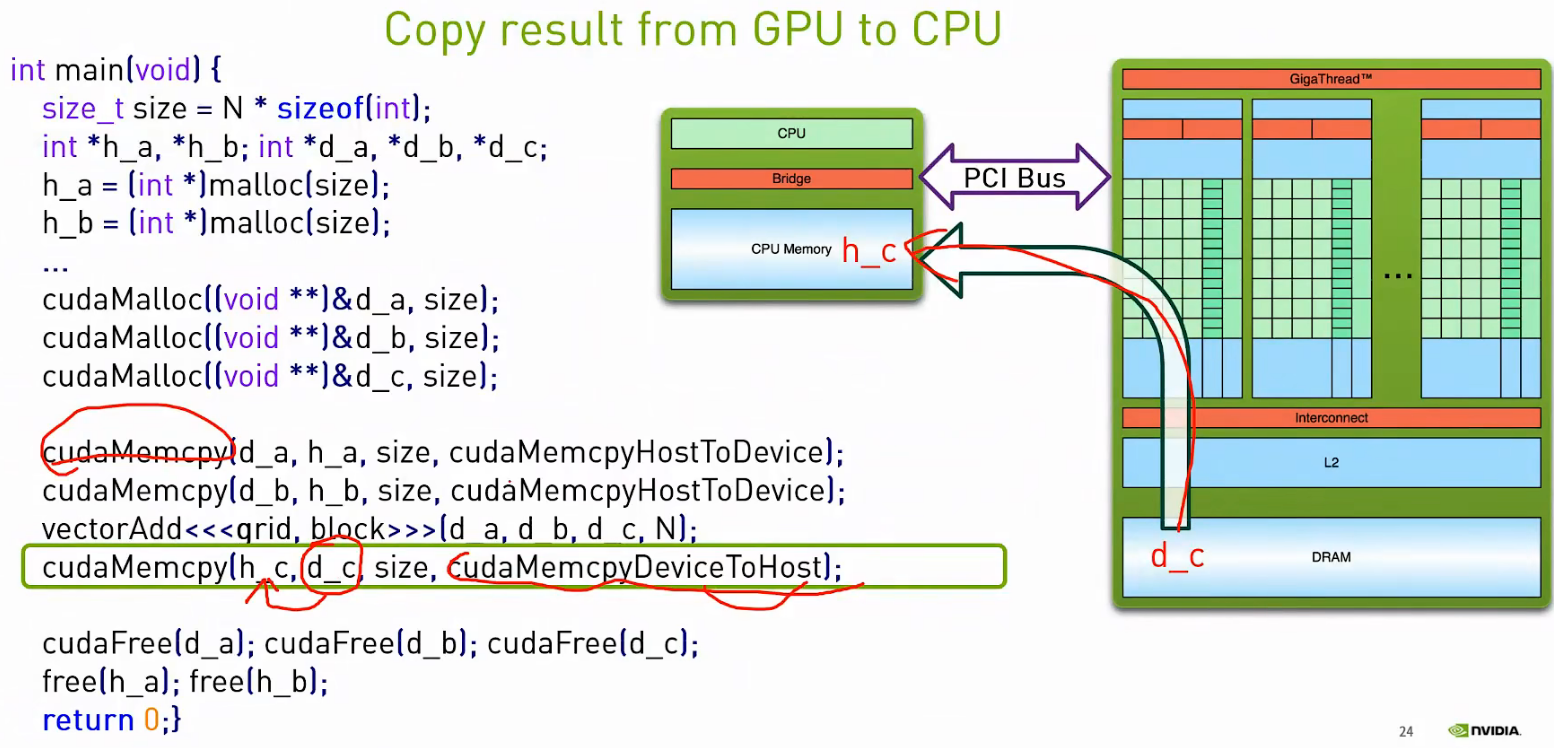 Copy result from GPU to CPU
int main(void) {
size_t size = N * sizeof(int);
int *h_a, *h_b; int *d_a, *d_b, *d_c;
h_a = (int *)malloc(size);
h_b = (int *)malloc(size);
...
cudaMalloc((void **)&d_a, size);
cudaMalloc((void **)&d_b, size);
cudaMalloc((void **)&d_c, size);
cudaMemcpy(d_a, h_a, size, cudaMemcpyHostToDevice);
cudaMemcpy(d_b, h_b, size, cudaMemcpyHostToDevice);
vectorAdd<<<grid, block>>>(d_a, d_b, d_c, N);
cudaMemcpy(h_c, d_c, size, cudaMemcpyDeviceToHost);
cudaFree(d_a); cudaFree(d_b); cudaFree(d_c);
free(h_a); free(h_b);
return 0;}
CPU
Bridge
CPU Memory h_c
PCI Bus
GigaThread™
...
Interconnect
L2
DRAM
d_c
24
NVIDIA.